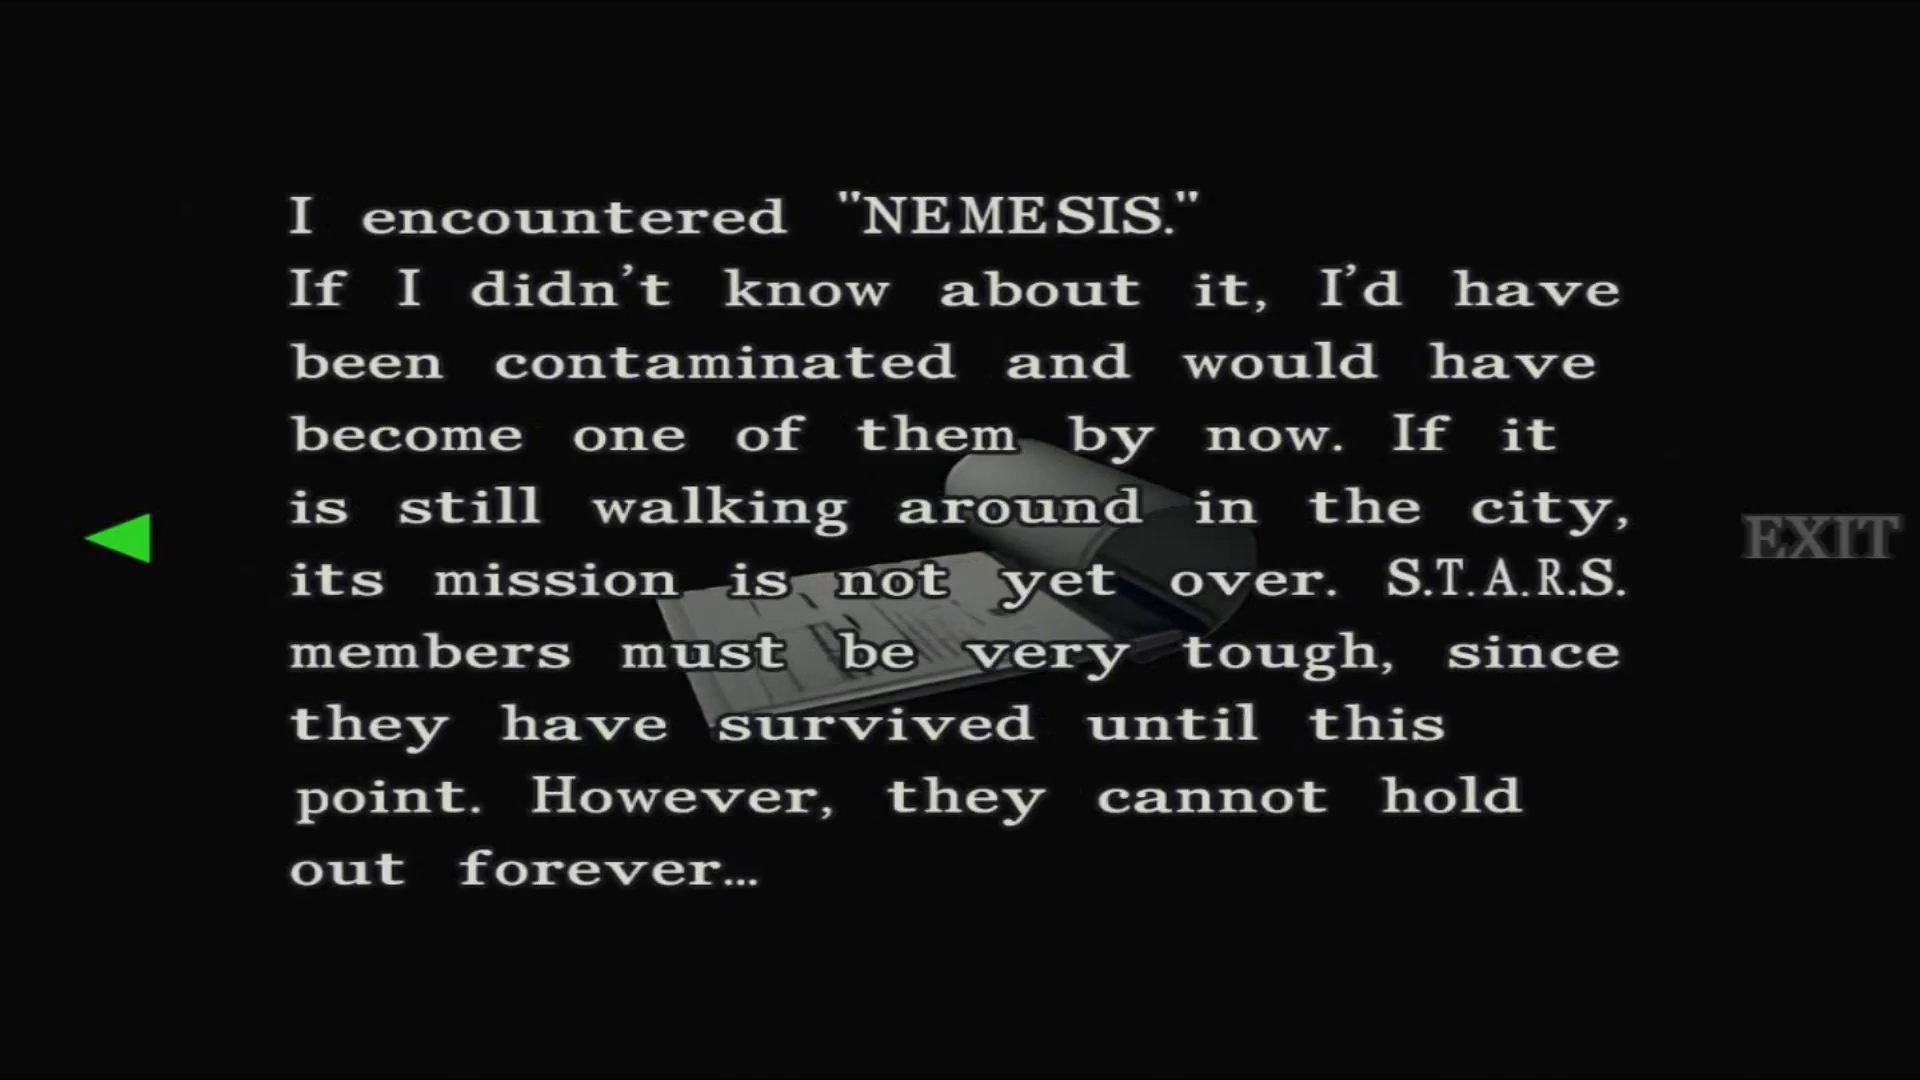 I encountered "NEMESIS."
If I didn't know about it, I'd have
been contaminated and would have
become one of them by now. If it
is still walking around in the city,
its mission is not yet over. S.T.A.R.S.
members must be very tough, since
they have survived until this
point. However, they cannot hold
out forever...
EXIT